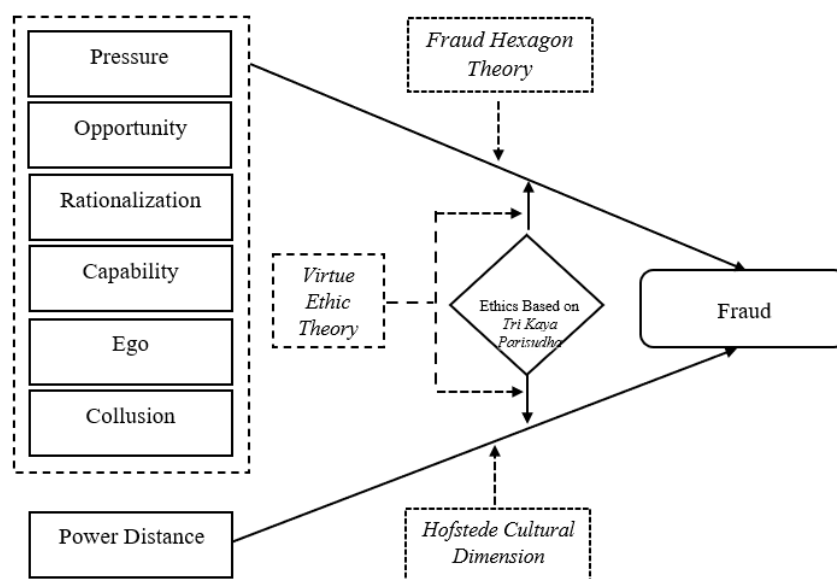 Pressure
Opportunity
Rationalization
Capability
Ego
Collusion
Power Distance
Fraud Hexagon
Theory
Virtue
Ethic
Theory
Ethics Based on
Tri Kaya
Parisudha
Hofstede Cultural
Dimension
Fraud